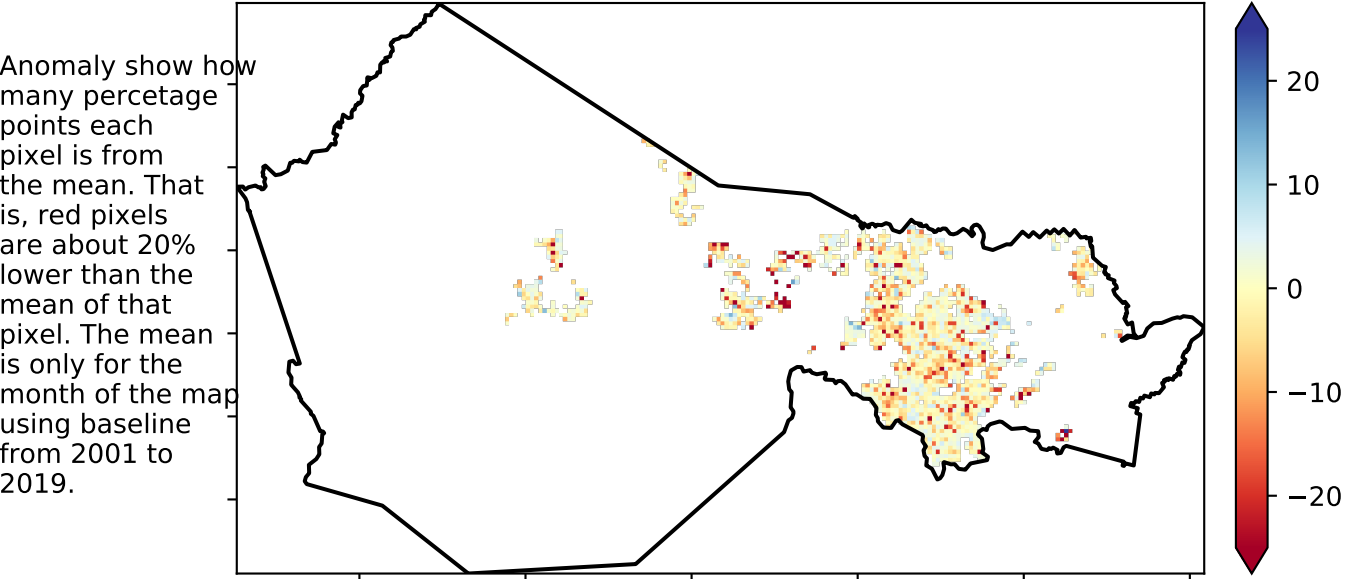 Anomaly show how
many percetage
points each
pixel is from
the mean. That
is, red pixels
are about 20%
lower than the
mean of that
pixel. The mean
is only for the
month of the map
using baseline
from 2001 to
2019.
20
10
0
−10
−20